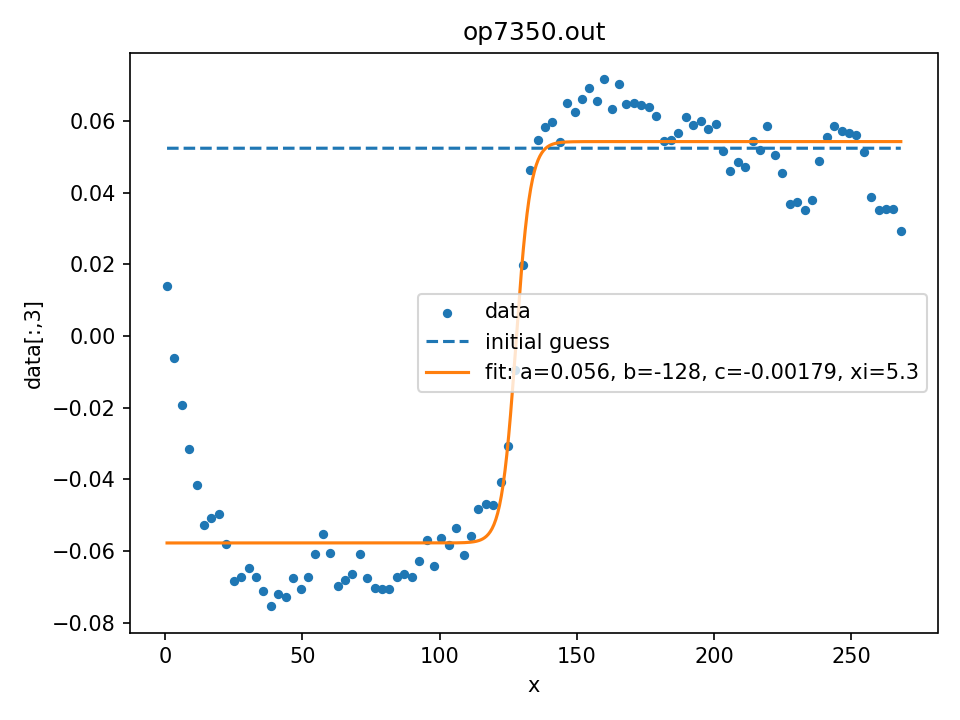 op7350.out
0.06
0.04
0.02
0.00
−0.02
−0.04
−0.06
−0.08
data[:,3]
data
initial guess
fit: a=0.056, b=-128, c=-0.00179, xi=5.3
0 50 100 150 200 250
x